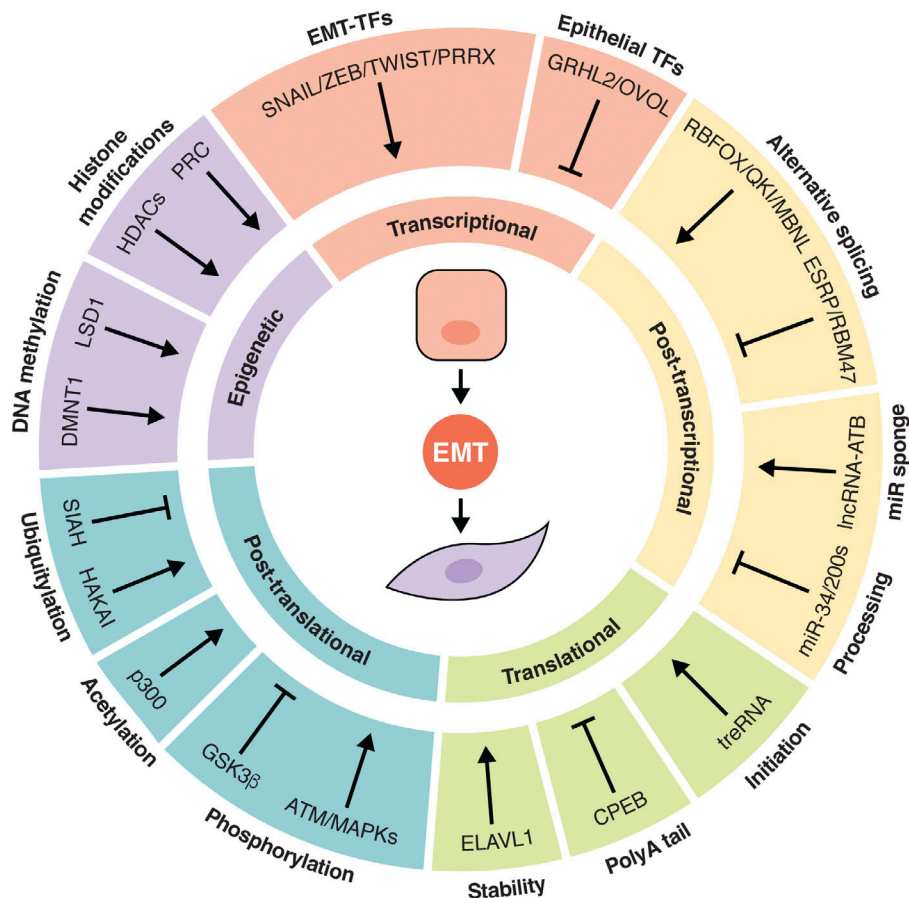 EMT-TFs
SNAIL/ZEB/TWIST/PRRX
Epithelial TFs
GRHL2/OVOL
Alternative splicing
RBFOX/QKI/MBNL
ESRP/RBM47
miR sponge
lncRNA-ATB
Processing
miR-34/200s
Initiation
treRNA
PolyA tail
CPEB
Stability
ELAVL1
Phosphorylation
ATM/MAPKs
GSK3β
Acetylation
p300
Ubiquitylation
HAKAI
SIAH
DNA methylation
DMNT1
LSD1
Histone
modifications
HDACs
PRC
Transcriptional
Post-transcriptional
Translational
Post-translational
Epigenetic
EMT